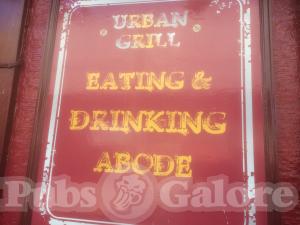 URBAN
GRILL
EATING &
DRINKING
ABODE
Pubs Galore